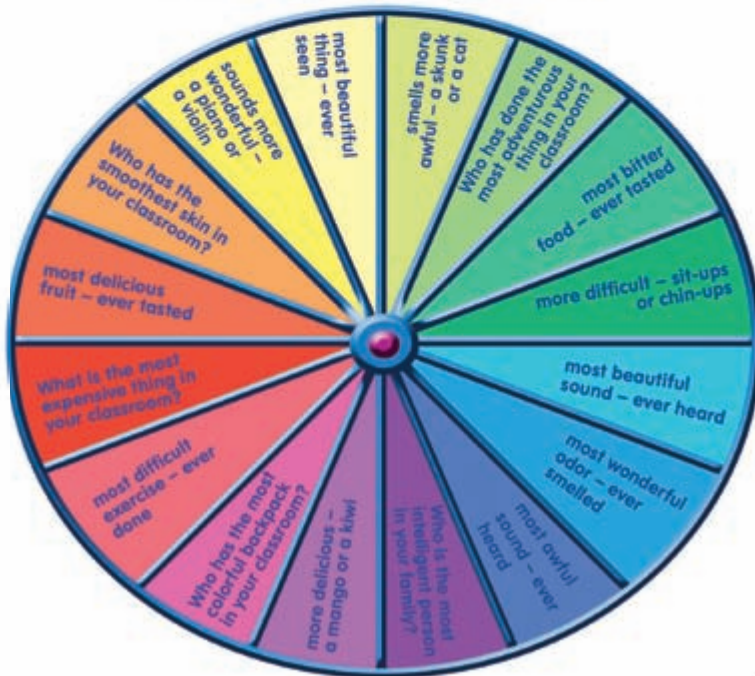 smells more
awful – a skunk
or a cat
Who has done the
most adventurous
thing in your
classroom?
most bitter
food – ever tasted
more difficult – sit-ups
or chin-ups
most beautiful
sound – ever heard
most wonderful
odor – ever
smelled
most awful
sound – ever
heard
Who is the most
intelligent person
in your family?
more delicious –
a mango or a kiwi
Who has the most
colorful backpack
in your classroom?
most difficult
exercise – ever
done
What is the most
expensive thing in
your classroom?
most delicious
fruit – ever tasted
Who has the
smoothest skin in
your classroom?
sounds more
wonderful –
a piano or
a violin
most beautiful
thing – ever
seen